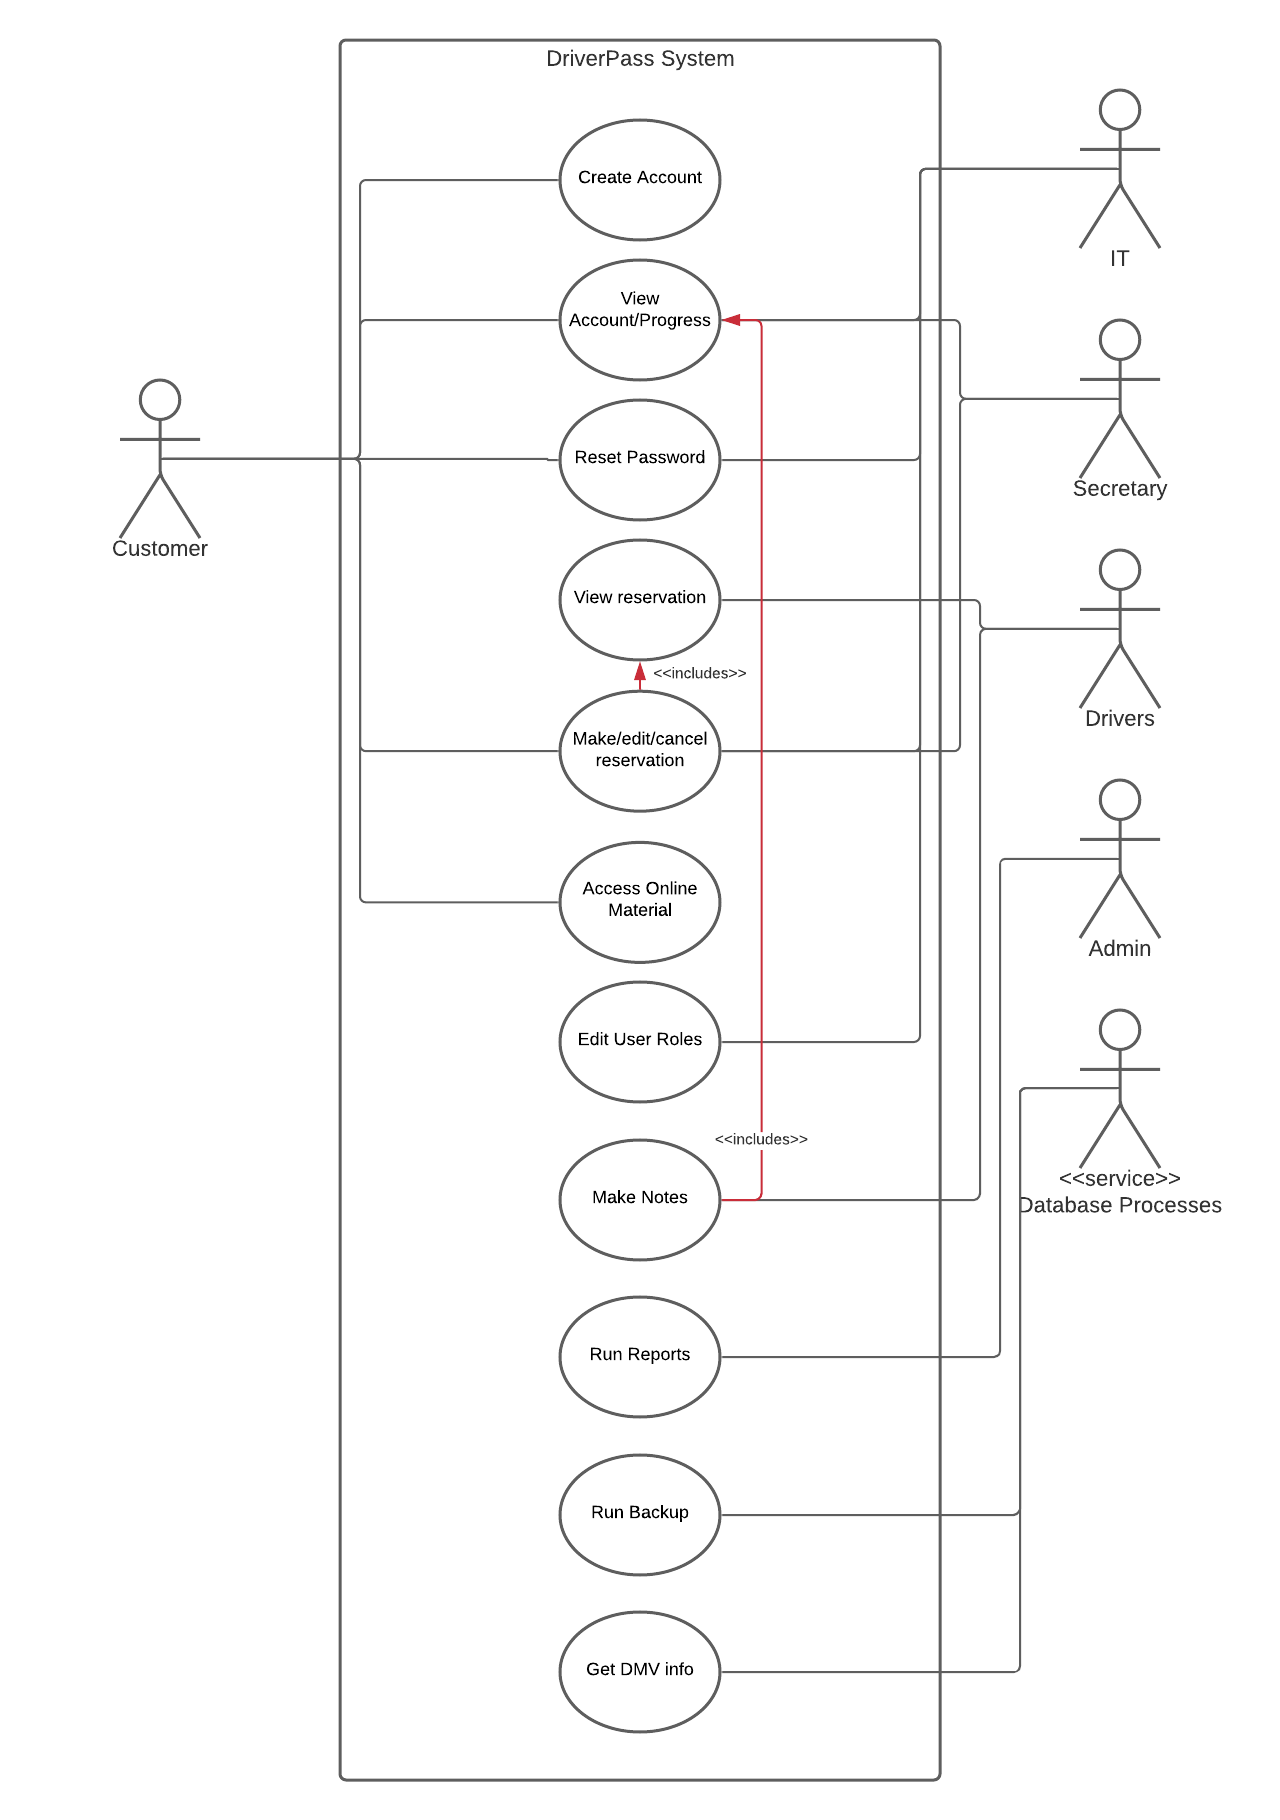 DriverPass System
Create Account
View
Account/Progress
Reset Password
View reservation
<<includes>>
Make/edit/cancel
reservation
Access Online
Material
Edit User Roles
<<includes>>
Make Notes
Run Reports
Run Backup
Get DMV info
Customer
IT
Secretary
Drivers
Admin
<<service>>
Database Processes